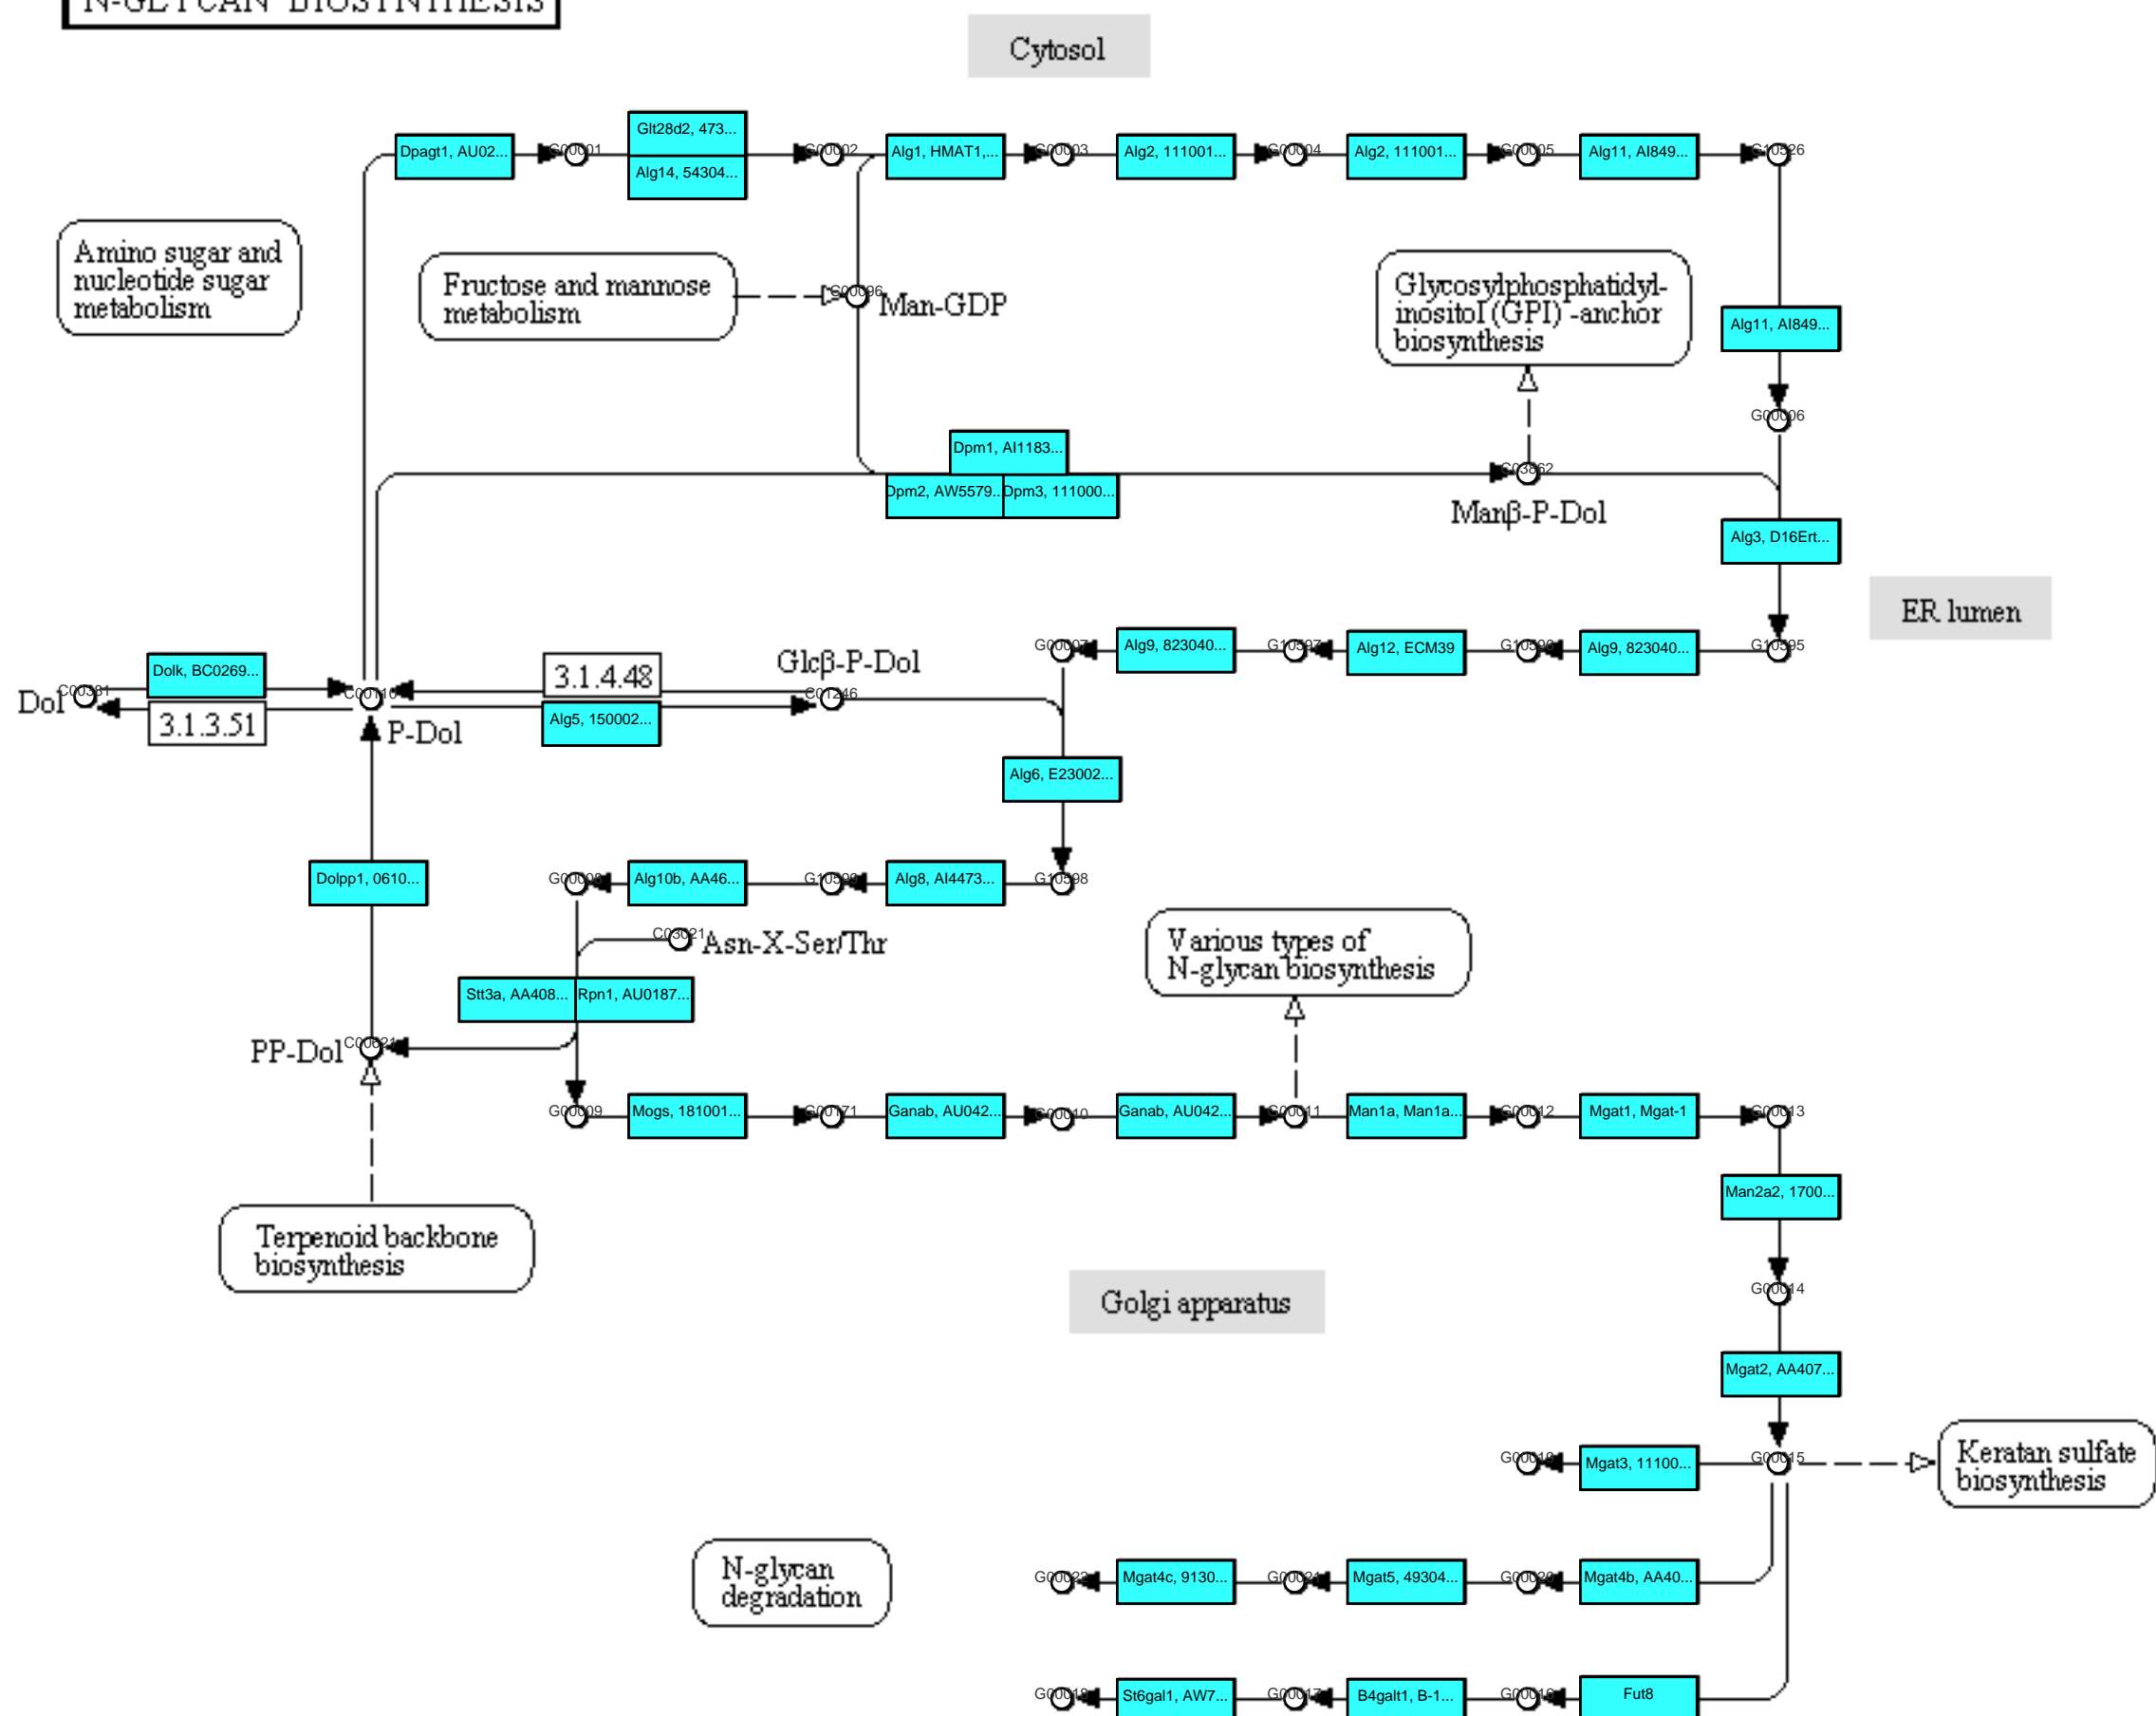 N-GLYCAN BIOSYNTHESIS
Cytosol
Glt28d2, 473...
Dpagt1, AU02...
G00001
G00002
Alg1, HMAT1,...
G00003
Alg2, 111001...
G00004
Alg2, 111001...
G00005
Alg11, AI849...
G10526
Alg14, 54304...
Amino sugar and
nucleotide sugar
metabolism
Fructose and mannose
metabolism
C00096
Man-GDP
Glycosylphosphatidyl-
inositol (GPI) -anchor
biosynthesis
Alg11, AI849...
G00006
Dpm1, AI1183...
Dpm2, AW5579...
Dpm3, 111000...
C03862
Manβ-P-Dol
Alg3, D16Ert...
ER lumen
G00007
Alg9, 823040...
G10597
Alg12, ECM39
G10596
Alg9, 823040...
G10595
Dol
C00381
Dolk, BC0269...
3.1.3.51
C00110
P-Dol
3.1.4.48
Alg5, 150002...
Glcβ-P-Dol
C01246
Alg6, E23002...
Dolpp1, 0610...
G00008
Alg10b, AA46...
G10599
Alg8, AI4473...
G10598
C03021
Asn-X-Ser/Thr
Various types of
N-glycan biosynthesis
Stt3a, AA408...
Rpn1, AU0187...
PP-Dol
C00621
G00009
Mogs, 181001...
G00171
Ganab, AU042...
G00010
Ganab, AU042...
G00011
Man1a, Man1a...
G00012
Mgat1, Mgat-1
G00013
Man2a2, 1700...
Terpenoid backbone
biosynthesis
Golgi apparatus
G00014
Mgat2, AA407...
G00019
Mgat3, 11100...
G00015
Keratan sulfate
biosynthesis
N-glycan
degradation
G00022
Mgat4c, 9130...
G00021
Mgat5, 49304...
G00020
Mgat4b, AA40...
G00018
St6gal1, AW7...
G00017
B4galt1, B-1...
G00016
Fut8